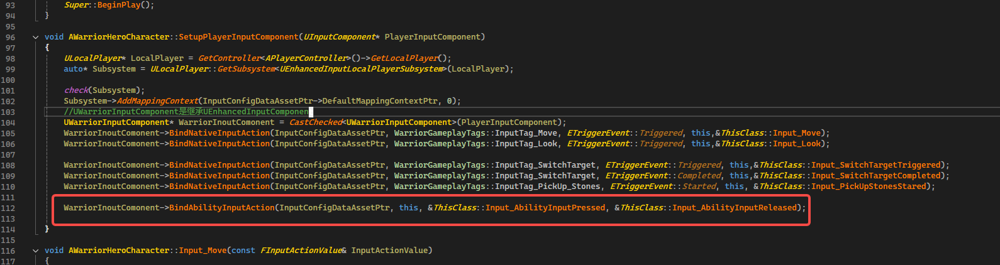 93 Super::BeginPlay();
94 }
95
96 void AWarriorHeroCharacter::SetupPlayerInputComponent(UInputComponent* PlayerInputComponent)
97 {
98 ULocalPlayer* LocalPlayer = GetController<APlayerController>()->GetLocalPlayer();
99 auto* Subsystem = ULocalPlayer::GetSubsystem<UEnhancedInputLocalPlayerSubsystem>(LocalPlayer);
100
101 check(Subsystem);
102 Subsystem->AddMappingContext(InputConfigDataAssetPtr->DefaultMappingContextPtr, 0);
103 //UWarriorInputComponent是继承UEnhancedInputComponen
104 UWarriorInputComponent* WarriorInoutComonent = CastChecked<UWarriorInputComponent>(PlayerInputComponent);
105 WarriorInoutComonent->BindNativeInputAction(InputConfigDataAssetPtr, WarriorGameplayTags::InputTag_Move, ETriggerEvent::Triggered, this,&ThisClass::Input_Move);
106 WarriorInoutComonent->BindNativeInputAction(InputConfigDataAssetPtr, WarriorGameplayTags::InputTag_Look, ETriggerEvent::Triggered, this,&ThisClass::Input_Look);
107
108 WarriorInoutComonent->BindNativeInputAction(InputConfigDataAssetPtr, WarriorGameplayTags::InputTag_SwitchTarget, ETriggerEvent::Triggered, this,&ThisClass::Input_SwitchTargetTriggered);
109 WarriorInoutComonent->BindNativeInputAction(InputConfigDataAssetPtr, WarriorGameplayTags::InputTag_SwitchTarget, ETriggerEvent::Completed, this,&ThisClass::Input_SwitchTargetCompleted);
110 WarriorInoutComonent->BindNativeInputAction(InputConfigDataAssetPtr, WarriorGameplayTags::InputTag_PickUp_Stones, ETriggerEvent::Started, this, &ThisClass::Input_PickUpStonesStared);
111
112 WarriorInoutComonent->BindAbilityInputAction(InputConfigDataAssetPtr, this, &ThisClass::Input_AbilityInputPressed, &ThisClass::Input_AbilityInputReleased);
113
114 }
115
116 void AWarriorHeroCharacter::Input_Move(const FInputActionValue& InputActionValue)
117 {